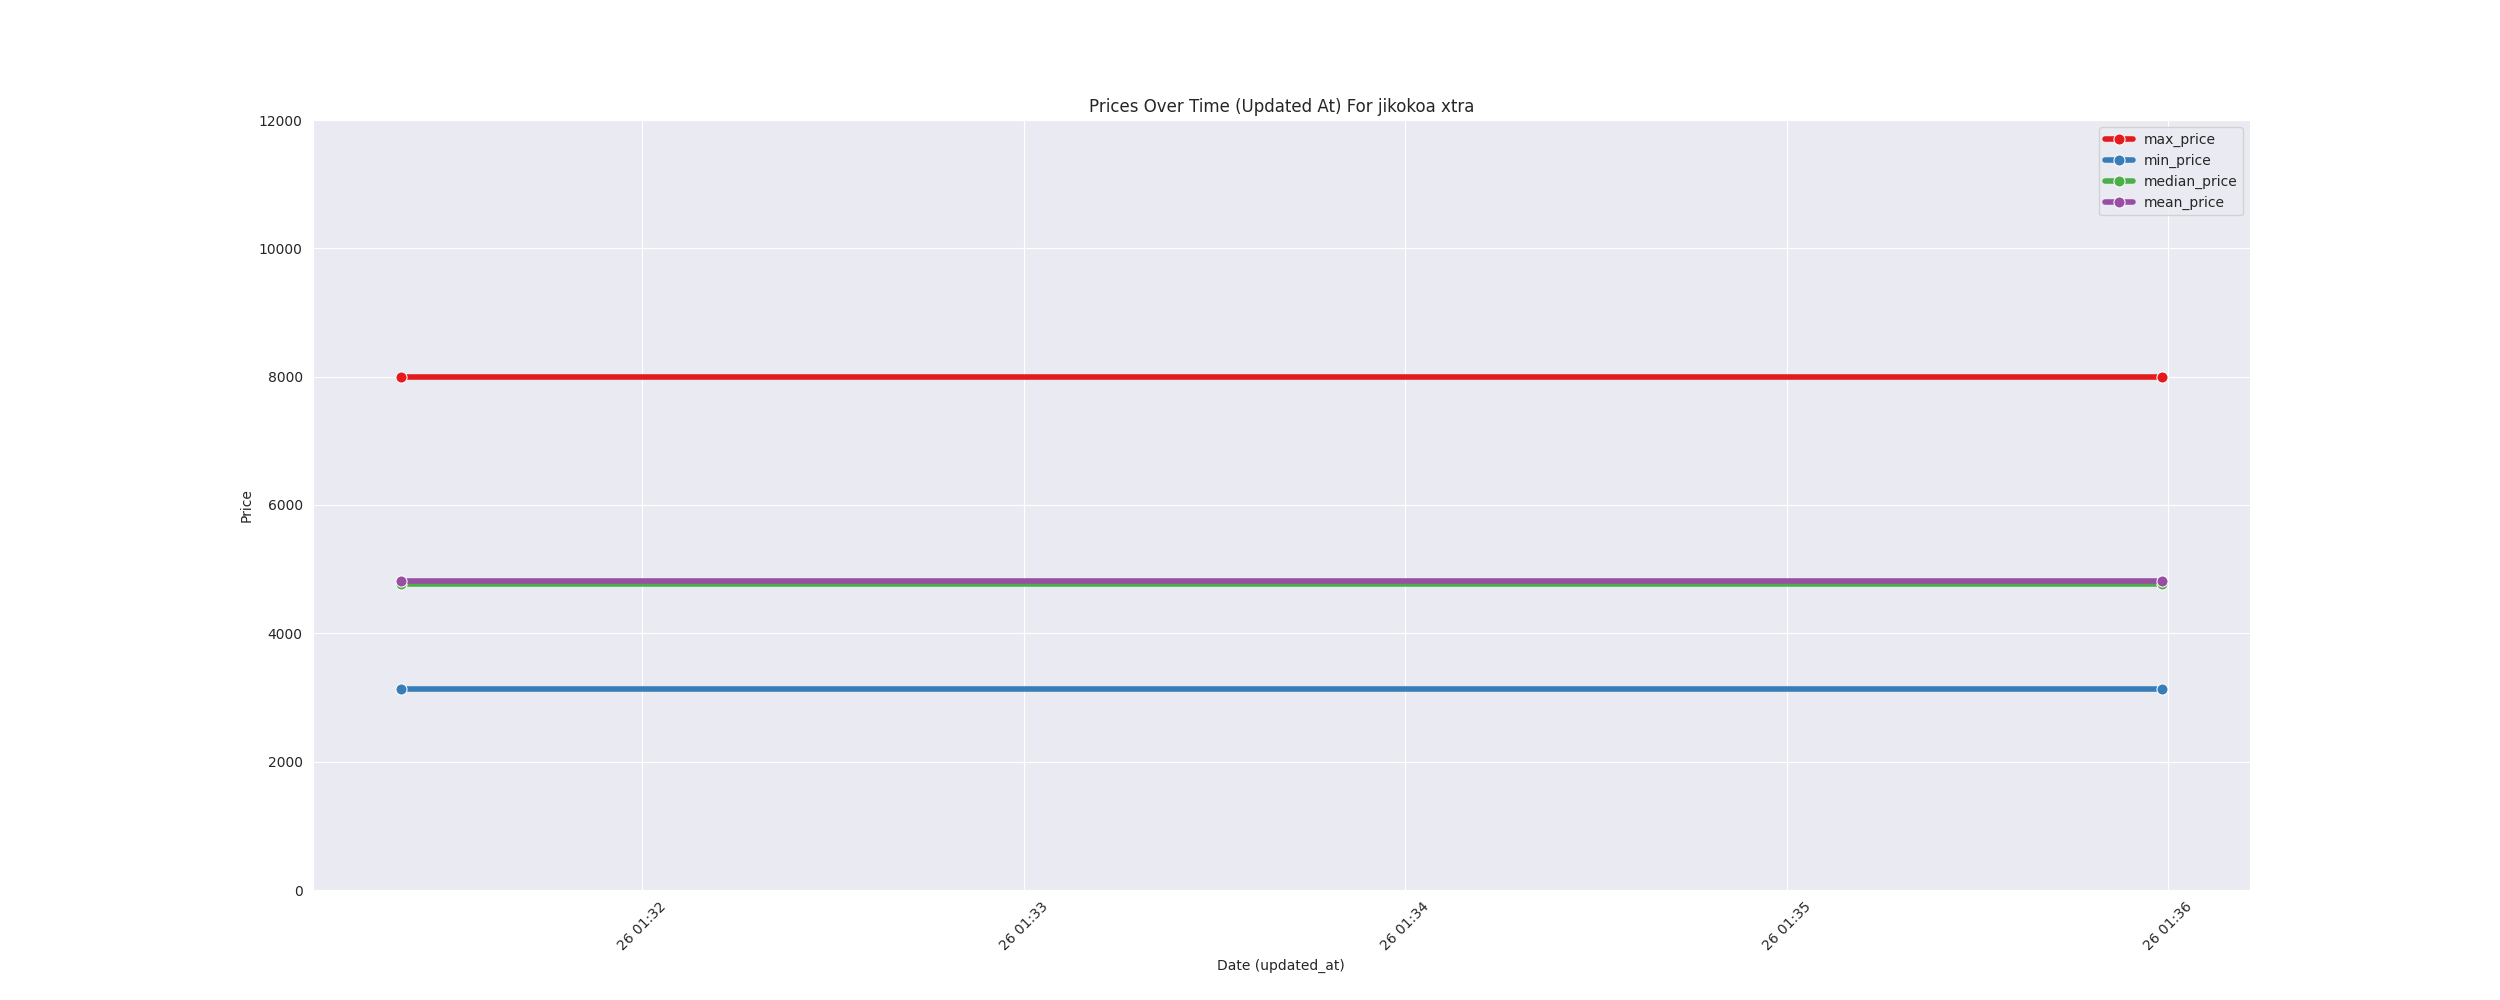 Prices Over Time (Updated At) For jikokoa xtra
12000
10000
8000
6000
4000
2000
0
Price
max_price
min_price
median_price
mean_price
26 01:32
26 01:33
26 01:34
26 01:35
26 01:36
Date (updated_at)